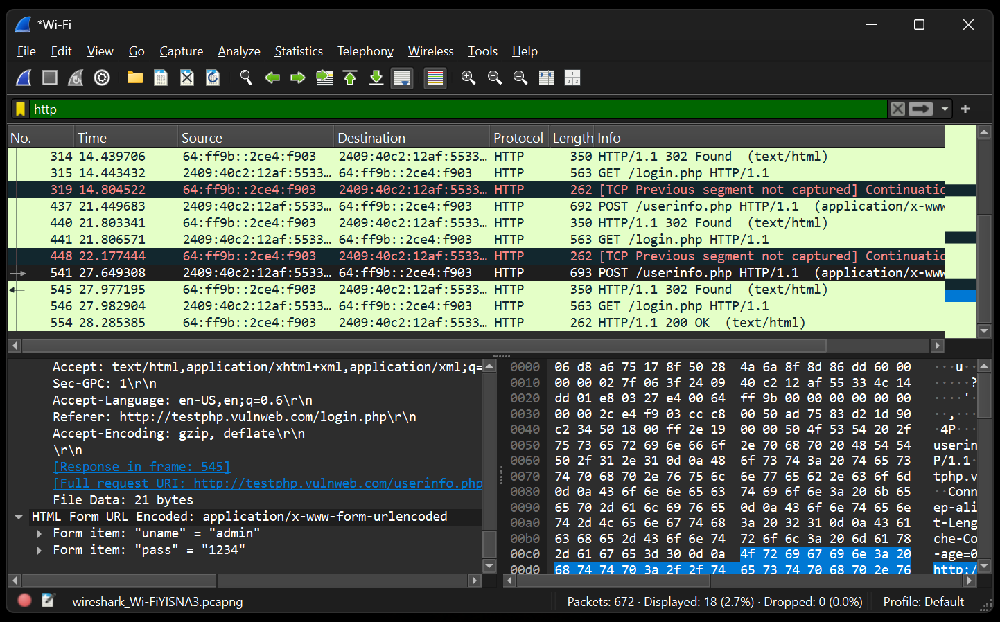 *Wi-Fi
File Edit View Go Capture Analyze Statistics Telephony Wireless Tools Help
http
No. Time Source Destination Protocol Length Info
314 14.439706 64:ff9b::2ce4:f903 2409:40c2:12af:5533… HTTP 350 HTTP/1.1 302 Found (text/html)
315 14.443432 2409:40c2:12af:5533… 64:ff9b::2ce4:f903 HTTP 563 GET /login.php HTTP/1.1
319 14.804522 64:ff9b::2ce4:f903 2409:40c2:12af:5533… HTTP 262 [TCP Previous segment not captured] Continuatio
437 21.449683 2409:40c2:12af:5533… 64:ff9b::2ce4:f903 HTTP 692 POST /userinfo.php HTTP/1.1 (application/x-www
440 21.803341 64:ff9b::2ce4:f903 2409:40c2:12af:5533… HTTP 350 HTTP/1.1 302 Found (text/html)
441 21.806571 2409:40c2:12af:5533… 64:ff9b::2ce4:f903 HTTP 563 GET /login.php HTTP/1.1
448 22.177444 64:ff9b::2ce4:f903 2409:40c2:12af:5533… HTTP 262 [TCP Previous segment not captured] Continuatio
541 27.649308 2409:40c2:12af:5533… 64:ff9b::2ce4:f903 HTTP 693 POST /userinfo.php HTTP/1.1 (application/x-www
545 27.977195 64:ff9b::2ce4:f903 2409:40c2:12af:5533… HTTP 350 HTTP/1.1 302 Found (text/html)
546 27.982904 2409:40c2:12af:5533… 64:ff9b::2ce4:f903 HTTP 563 GET /login.php HTTP/1.1
554 28.285385 64:ff9b::2ce4:f903 2409:40c2:12af:5533… HTTP 262 HTTP/1.1 200 OK (text/html)
Accept: text/html,application/xhtml+xml,application/xml;q=
Sec-GPC: 1\r\n
Accept-Language: en-US,en;q=0.6\r\n
Referer: http://testphp.vulnweb.com/login.php\r\n
Accept-Encoding: gzip, deflate\r\n
\r\n
[Response in frame: 545]
[Full request URI: http://testphp.vulnweb.com/userinfo.php
File Data: 21 bytes
HTML Form URL Encoded: application/x-www-form-urlencoded
Form item: "uname" = "admin"
Form item: "pass" = "1234"
0000 06 d8 a6 75 17 8f 50 28 4a 6a 8f 8d 86 dd 60 00 ···u··
0010 00 00 02 7f 06 3f 24 09 40 c2 12 af 55 33 4c 14 ·····?
0020 dd 01 e8 03 27 e4 00 64 ff 9b 00 00 00 00 00 00 ····'·
0030 00 00 2c e4 f9 03 cc c8 00 50 ad 75 83 d2 1d 90 ··,···
0040 c2 34 50 18 00 ff 2e 19 00 00 50 4f 53 54 20 2f ·4P···
0050 75 73 65 72 69 6e 66 6f 2e 70 68 70 20 48 54 54 userin
0060 50 2f 31 2e 31 0d 0a 48 6f 73 74 3a 20 74 65 73 P/1.1·
0070 74 70 68 70 2e 76 75 6c 6e 77 65 62 2e 63 6f 6d tphp.v
0080 0d 0a 43 6f 6e 6e 65 63 74 69 6f 6e 3a 20 6b 65 ··Conn
0090 65 70 2d 61 6c 69 76 65 0d 0a 43 6f 6e 74 65 6e ep-ali
00a0 74 2d 4c 65 6e 67 74 68 3a 20 32 31 0d 0a 43 61 t-Leng
00b0 63 68 65 2d 43 6f 6e 74 72 6f 6c 3a 20 6d 61 78 che-Co
00c0 2d 61 67 65 3d 30 0d 0a 4f 72 69 67 69 6e 3a 20 -age=0
00d0 68 74 74 70 3a 2f 2f 74 65 73 74 70 68 70 2e 76 http:/
wireshark_Wi-FiYISNA3.pcapng
Packets: 672 · Displayed: 18 (2.7%) · Dropped: 0 (0.0%)
Profile: Default